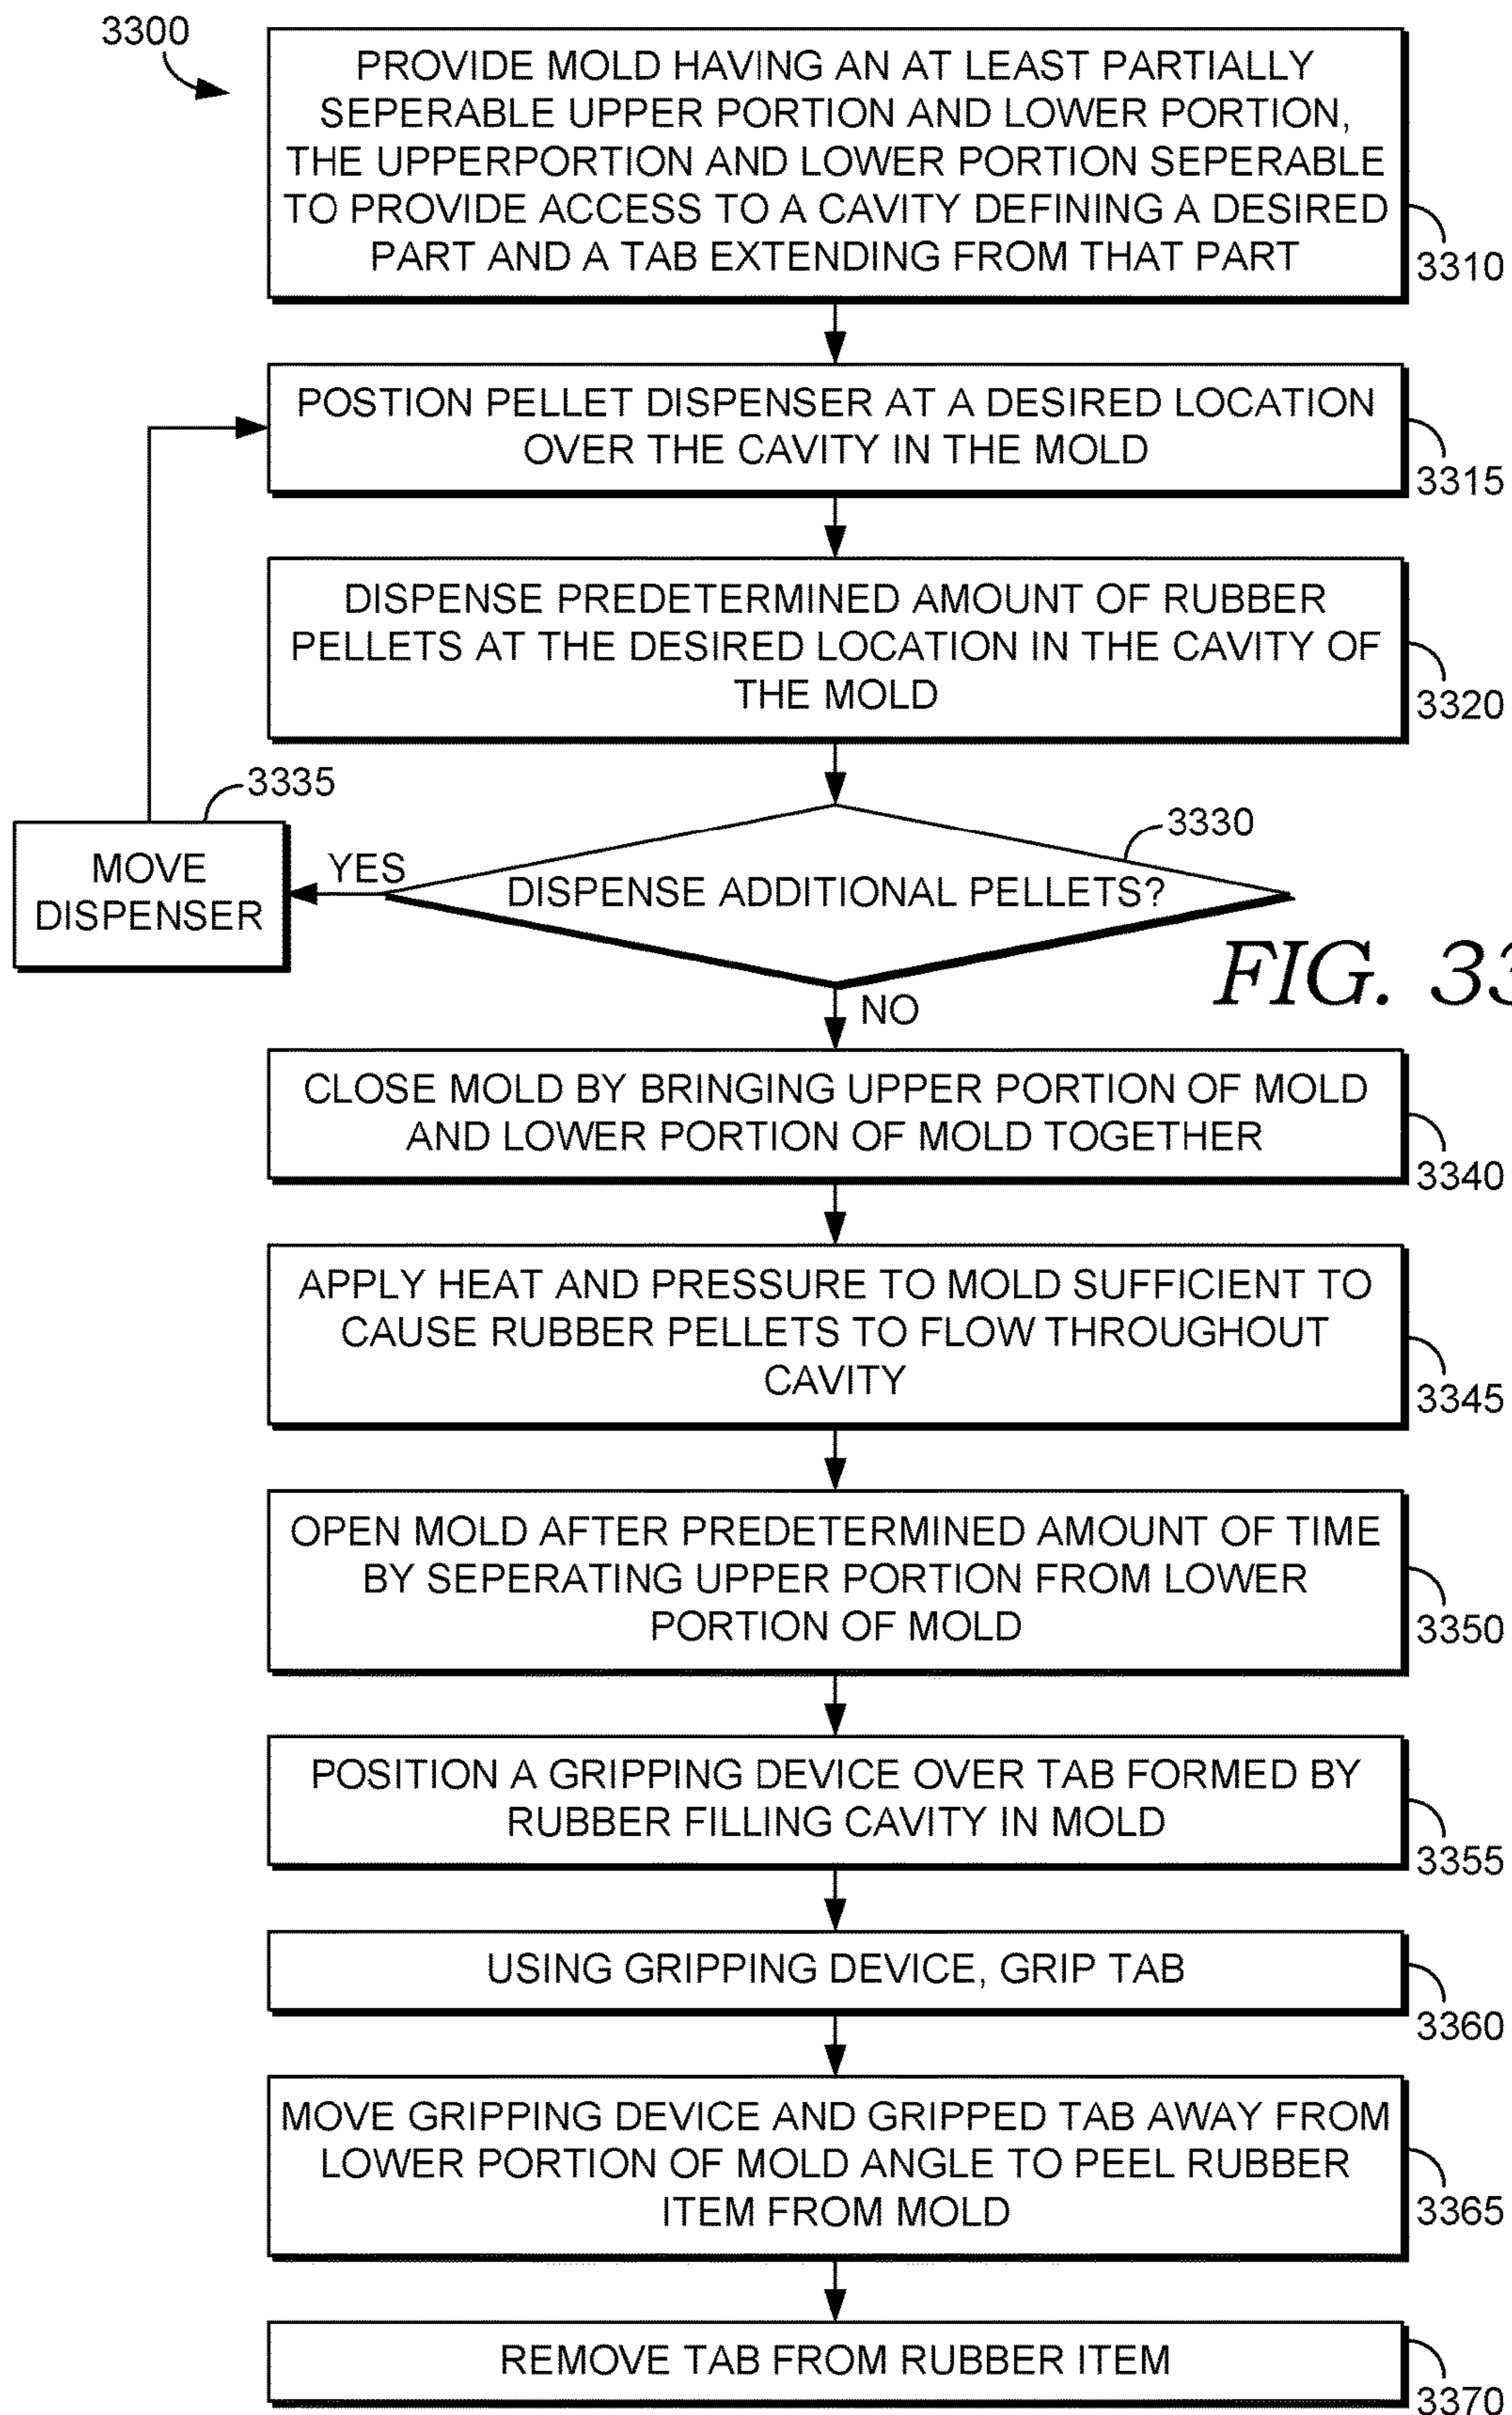 3300
PROVIDE MOLD HAVING AN AT LEAST PARTIALLY
SEPERABLE UPPER PORTION AND LOWER PORTION,
THE UPPERPORTION AND LOWER PORTION SEPERABLE
TO PROVIDE ACCESS TO A CAVITY DEFINING A DESIRED
PART AND A TAB EXTENDING FROM THAT PART
3310
POSTION PELLET DISPENSER AT A DESIRED LOCATION
OVER THE CAVITY IN THE MOLD
3315
DISPENSE PREDETERMINED AMOUNT OF RUBBER
PELLETS AT THE DESIRED LOCATION IN THE CAVITY OF
THE MOLD
3320
3335
MOVE
DISPENSER
YES
3330
DISPENSE ADDITIONAL PELLETS?
FIG. 33
NO
CLOSE MOLD BY BRINGING UPPER PORTION OF MOLD
AND LOWER PORTION OF MOLD TOGETHER
3340
APPLY HEAT AND PRESSURE TO MOLD SUFFICIENT TO
CAUSE RUBBER PELLETS TO FLOW THROUGHOUT
CAVITY
3345
OPEN MOLD AFTER PREDETERMINED AMOUNT OF TIME
BY SEPERATING UPPER PORTION FROM LOWER
PORTION OF MOLD
3350
POSITION A GRIPPING DEVICE OVER TAB FORMED BY
RUBBER FILLING CAVITY IN MOLD
3355
USING GRIPPING DEVICE, GRIP TAB
3360
MOVE GRIPPING DEVICE AND GRIPPED TAB AWAY FROM
LOWER PORTION OF MOLD ANGLE TO PEEL RUBBER
ITEM FROM MOLD
3365
REMOVE TAB FROM RUBBER ITEM
3370